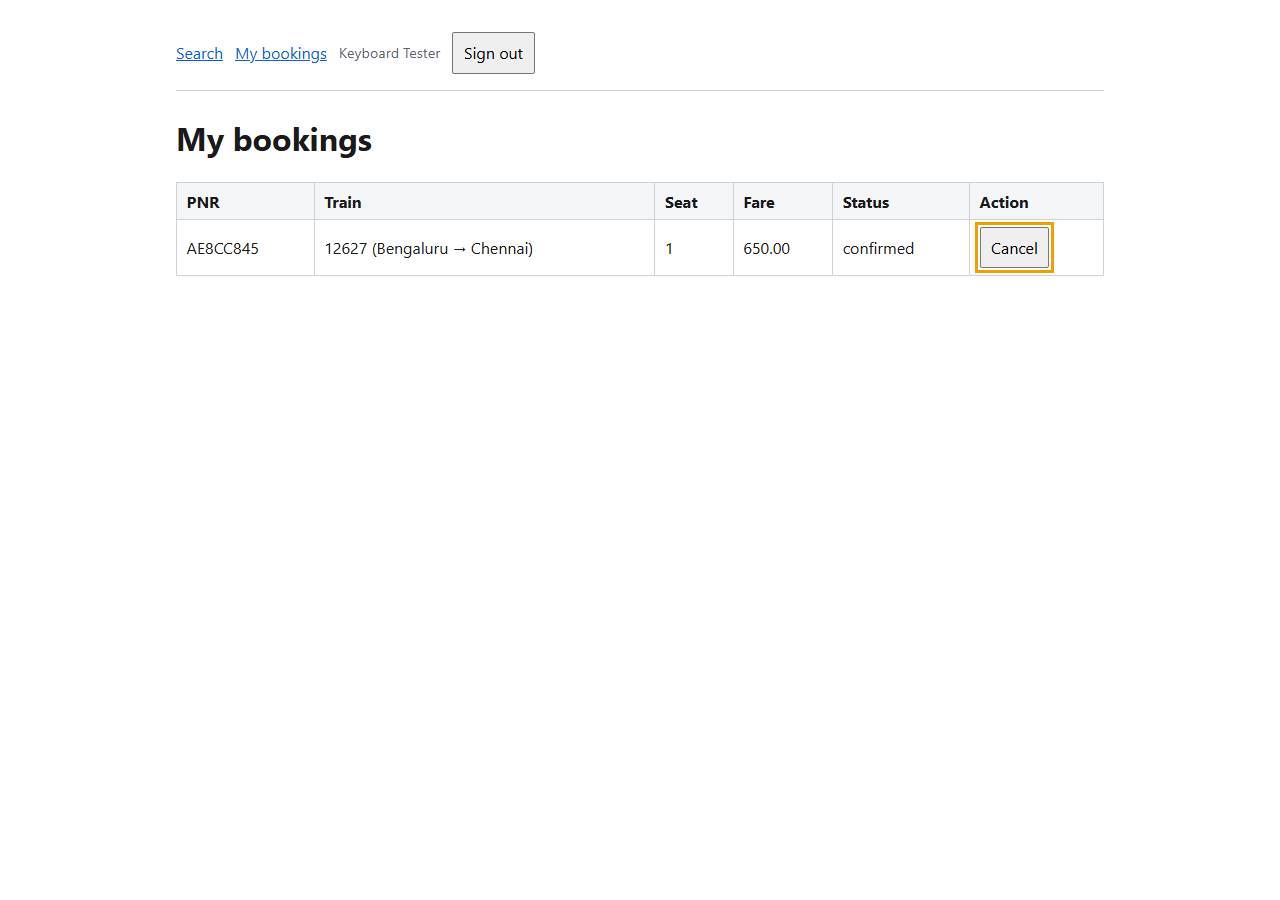 Search My bookings Keyboard Tester Sign out
My bookings
PNR Train Seat Fare Status Action
AE8CC845 12627 (Bengaluru → Chennai) 1 650.00 confirmed Cancel